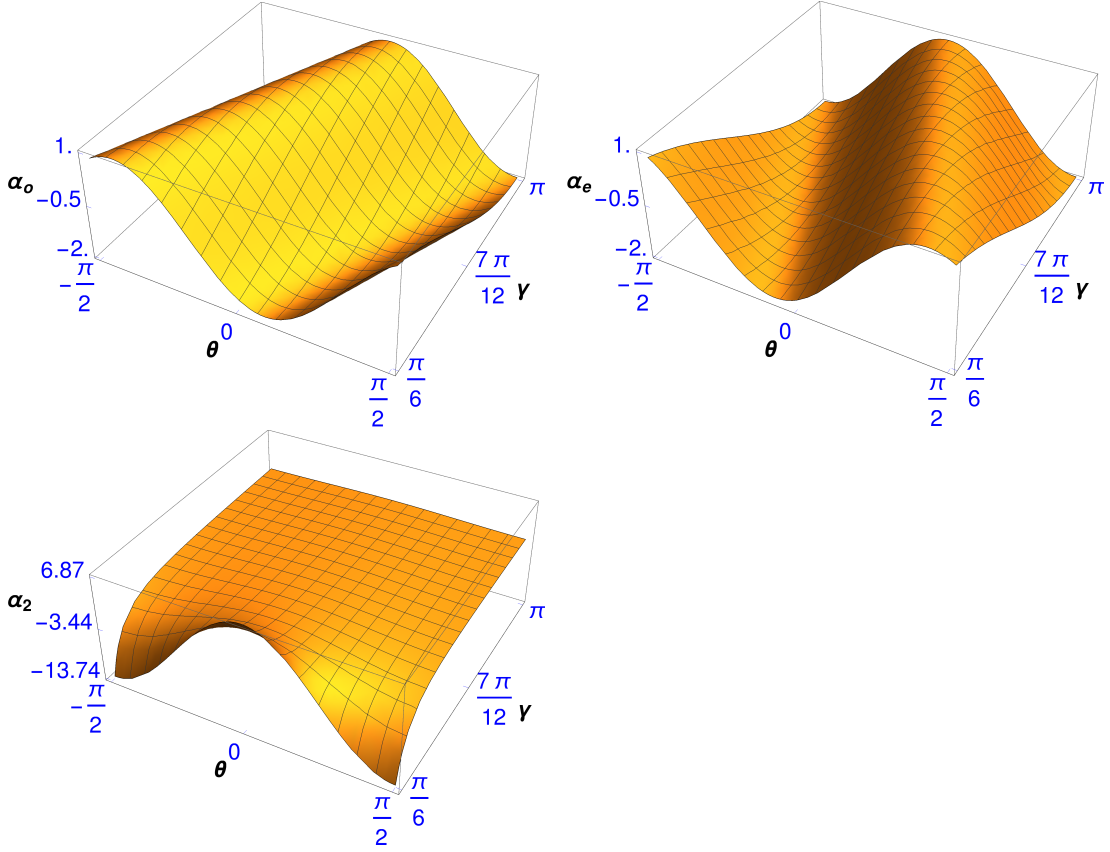 1.
α_o
−0.5
−2.
−π/2
0
θ
π/2
π/6
7π/12
γ
π
1.
α_e
−0.5
−2.
−π/2
0
θ
π/2
π/6
7π/12
γ
π
6.87
α_2
−3.44
−13.74
−π/2
0
θ
π/2
π/6
7π/12
γ
π